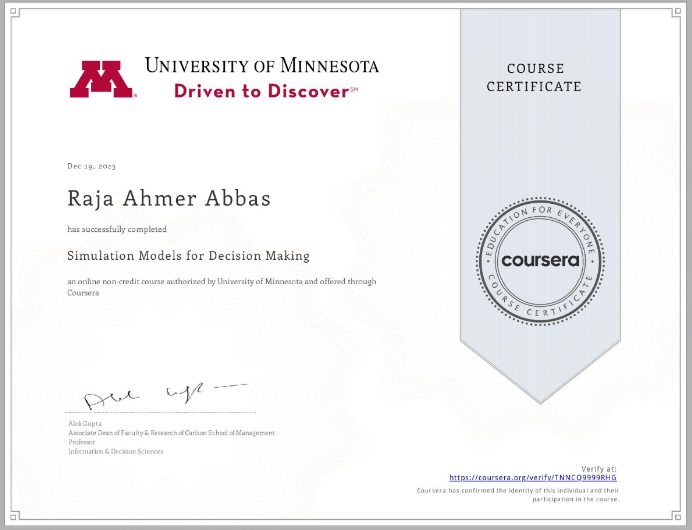 UNIVERSITY OF MINNESOTA
Driven to Discover℠
COURSE
CERTIFICATE
Dec 19, 2023
Raja Ahmer Abbas
has successfully completed
Simulation Models for Decision Making
an online non-credit course authorized by University of Minnesota and offered through
Coursera
EDUCATION FOR EVERYONE
coursera
COURSE CERTIFICATE
Alok Gupta
Associate Dean of Faculty & Research of Carlson School of Management
Professor
Information & Decision Sciences
Verify at:
https://coursera.org/verify/TNNCQ9999RHG
Coursera has confirmed the identity of this individual and their
participation in the course.